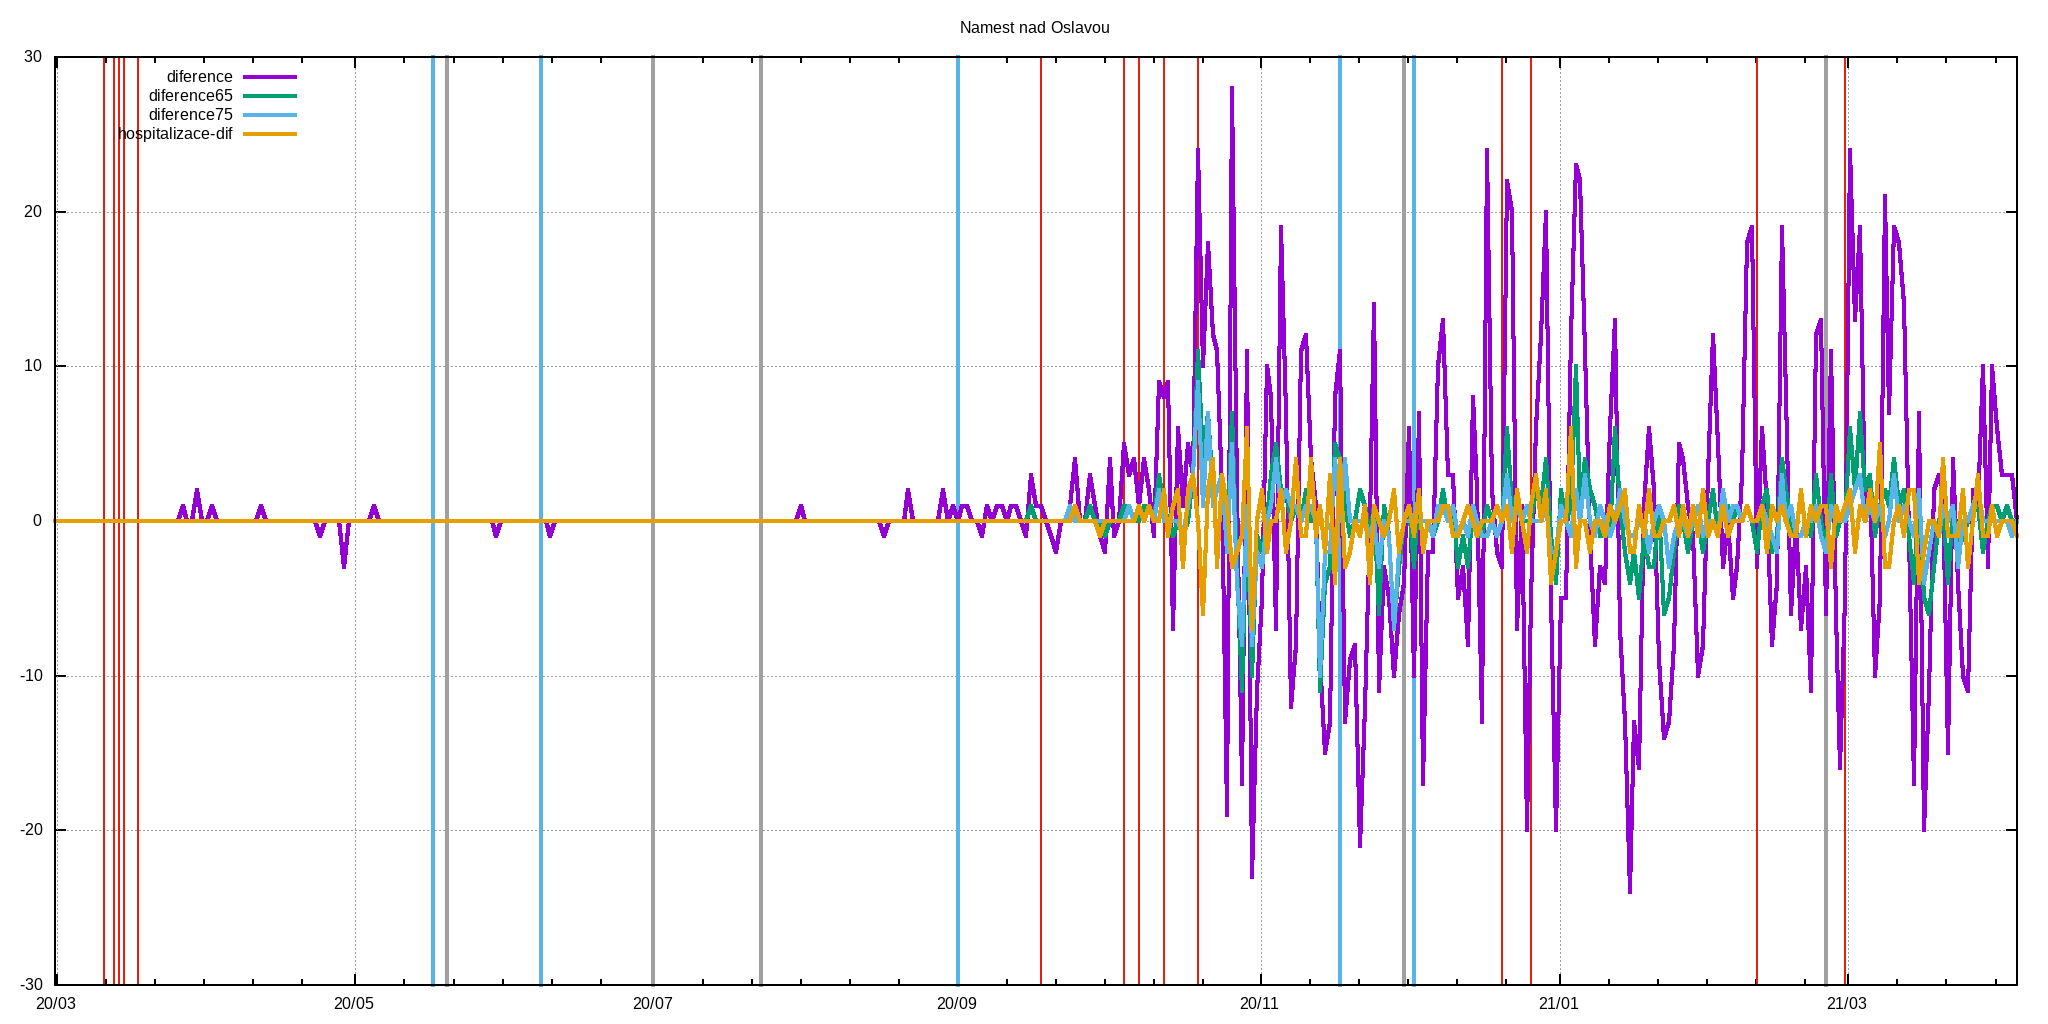 Namest nad Oslavou
30
20
10
0
-10
-20
-30
diference
diference65
diference75
hospitalizace-dif
20/03
20/05
20/07
20/09
20/11
21/01
21/03